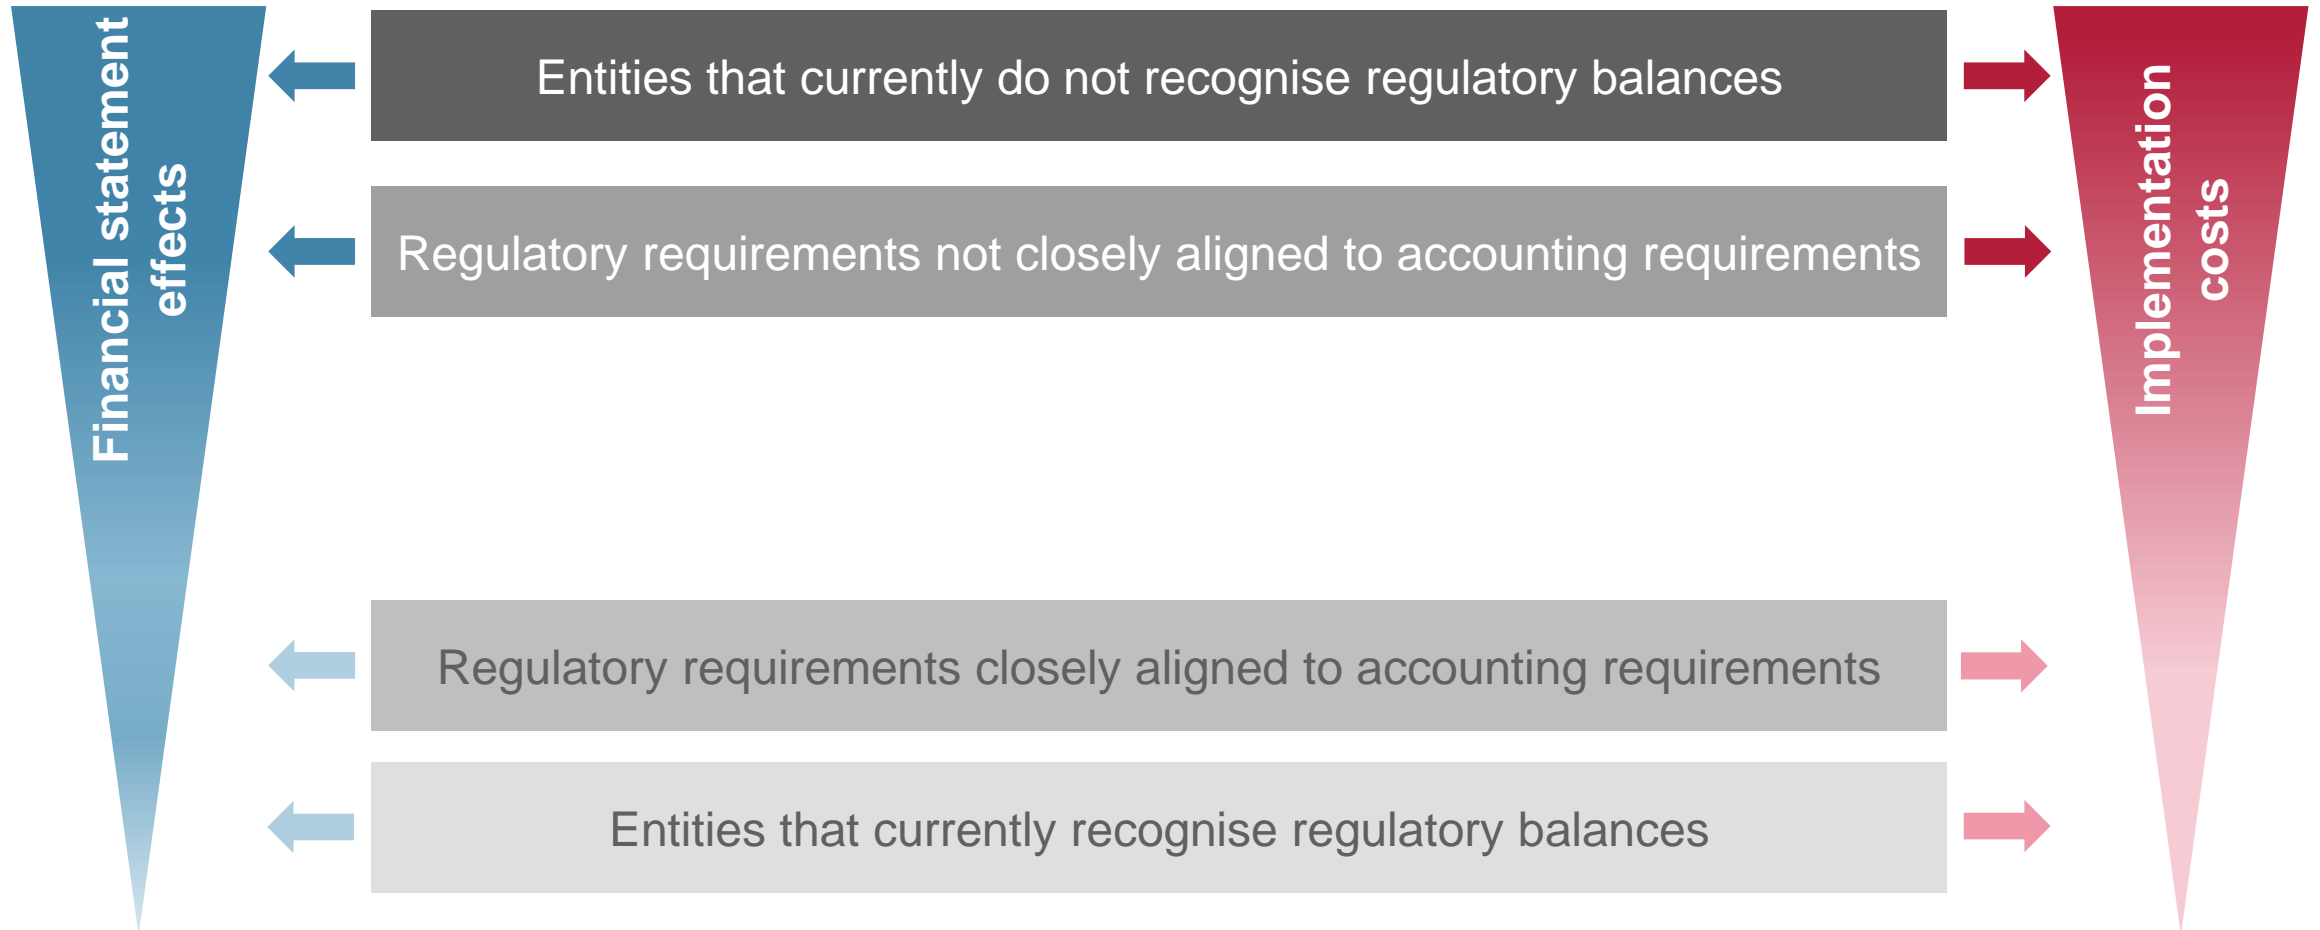 Financial statement
effects
Entities that currently do not recognise regulatory balances
Regulatory requirements not closely aligned to accounting requirements
Regulatory requirements closely aligned to accounting requirements
Entities that currently recognise regulatory balances
Implementation
costs